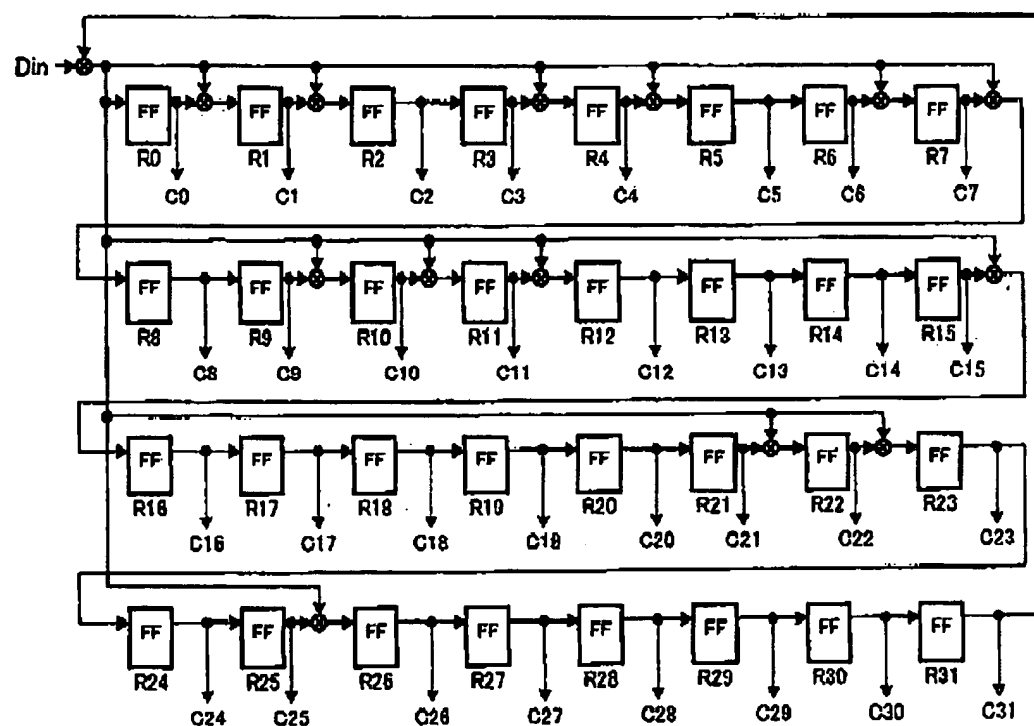 Din
FF FF FF FF FF FF FF FF
R0 R1 R2 R3 R4 R5 R6 R7
C0 C1 C2 C3 C4 C5 C6 C7
FF FF FF FF FF FF FF FF
R8 R9 R10 R11 R12 R13 R14 R15
C8 C9 C10 C11 C12 C13 C14 C15
FF FF FF FF FF FF FF FF
R16 R17 R18 R19 R20 R21 R22 R23
C16 C17 C18 C19 C20 C21 C22 C23
FF FF FF FF FF FF FF FF
R24 R25 R26 R27 R28 R29 R30 R31
C24 C25 C26 C27 C28 C29 C30 C31